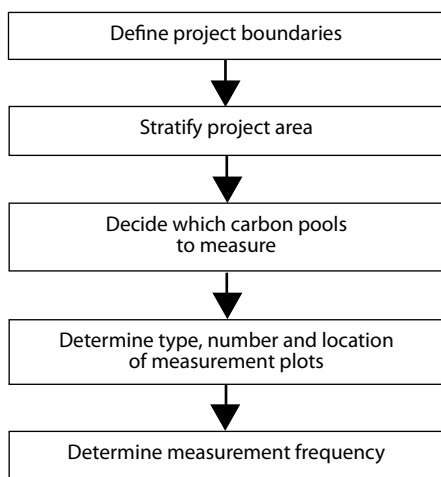 Define project boundaries
Stratify project area
Decide which carbon pools
to measure
Determine type, number and location
of measurement plots
Determine measurement frequency